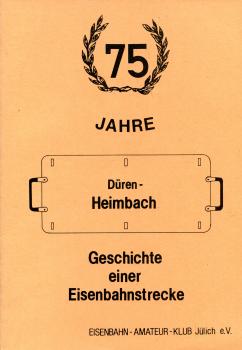 75
JAHRE
Düren -
Heimbach
Geschichte
einer
Eisenbahnstrecke
EISENBAHN - AMATEUR - KLUB Jülich e.V.